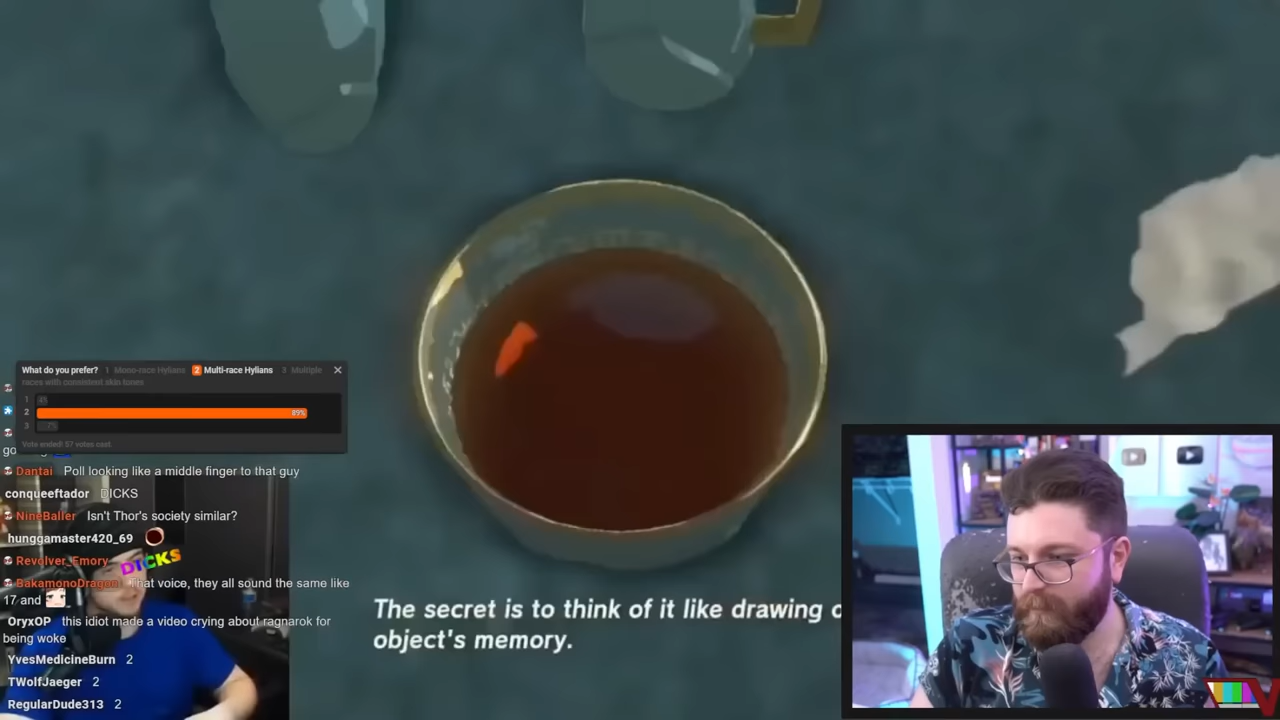 What do you prefer? 1 Mono-race Hylians 2 Multi-race Hylians 3 Multiple
races with consistent skin tones
1 4%
2 89%
3 7%
Vote ended! 57 votes cast.
Dantai Poll looking like a middle finger to that guy
conqueeftador DICKS
NineBaller Isn't Thor's society similar?
hunggamaster420_69
Revolver_Emory
DICKS
BakamonoDragon That voice, they all sound the same like
17 and
OryxOP this idiot made a video crying about ragnarok for
being woke
YvesMedicineBurn 2
TWolfJaeger 2
RegularDude313 2
The secret is to think of it like drawing
object's memory.